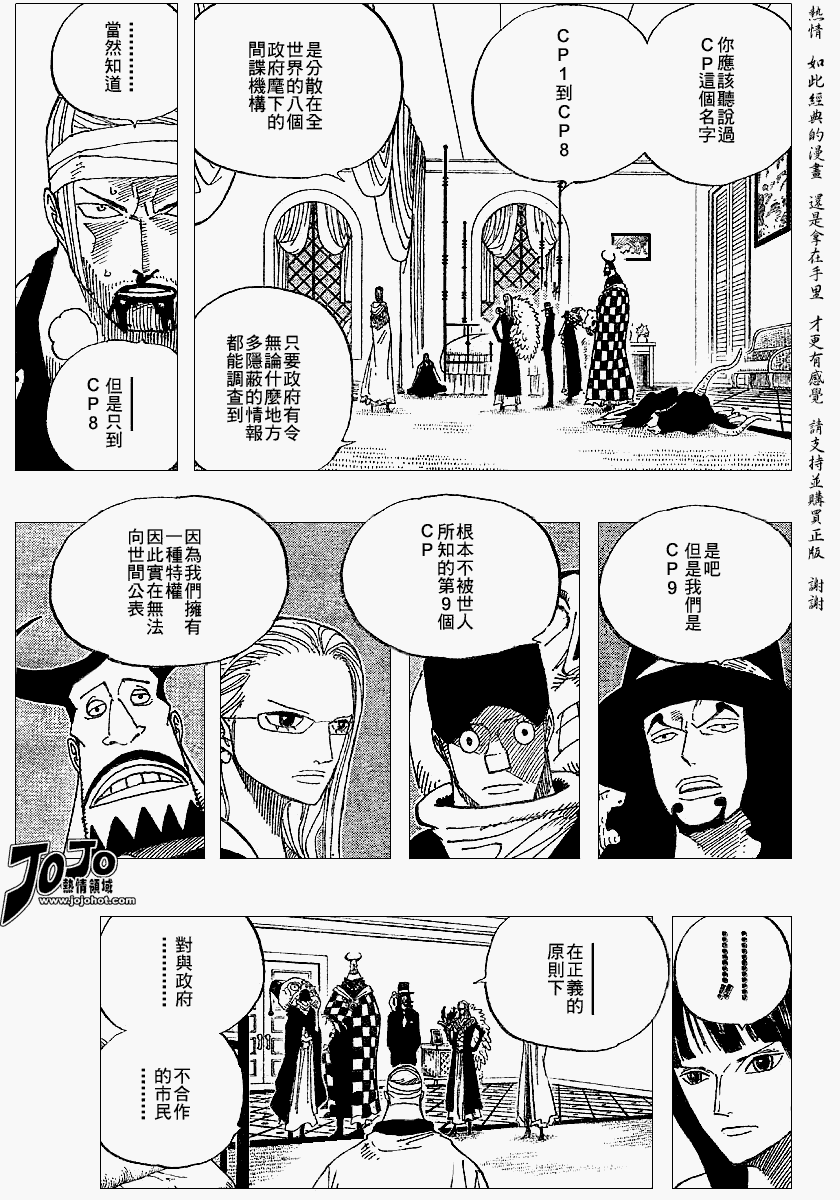 你應該聽說過
CP這個名字
CP1到CP8
是分散在全
世界的八個
政府麾下的
間諜機構
只要政府有令
無論什麼地方
多隱蔽的情報
都能調查到
…………
當然知道
──但是只到
CP8
是吧
但是我們是
CP9
根本不被世人
所知的第9個
CP
因為我們擁有
一種特權
因此實在無法
向世間公表
…………!!
──在正義的
原則下
對與政府
…………
不合作
的市民
………
熱情 如此經典的漫畫 還是拿在手里 才更有感覺 請支持並購買正版 謝謝
JOJO
熱情領域
www.jojohot.com